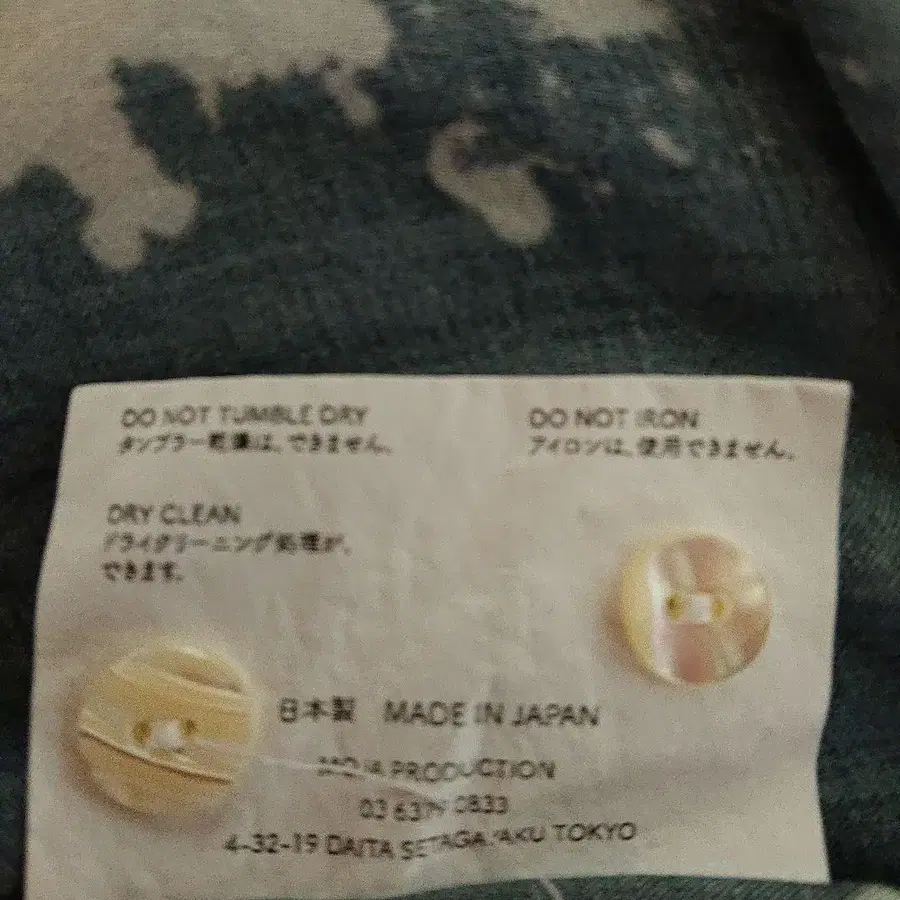 DO NOT TUMBLE DRY
タンブラー乾燥は、できません。
DO NOT IRON
アイロンは、使用できません。
DRY CLEAN
ドライクリーニング処理が、
できます。
日本製 MADE IN JAPAN
PRODUCTION
03 0833
4-32-19 DAITA SETAGAYAKU TOKYO